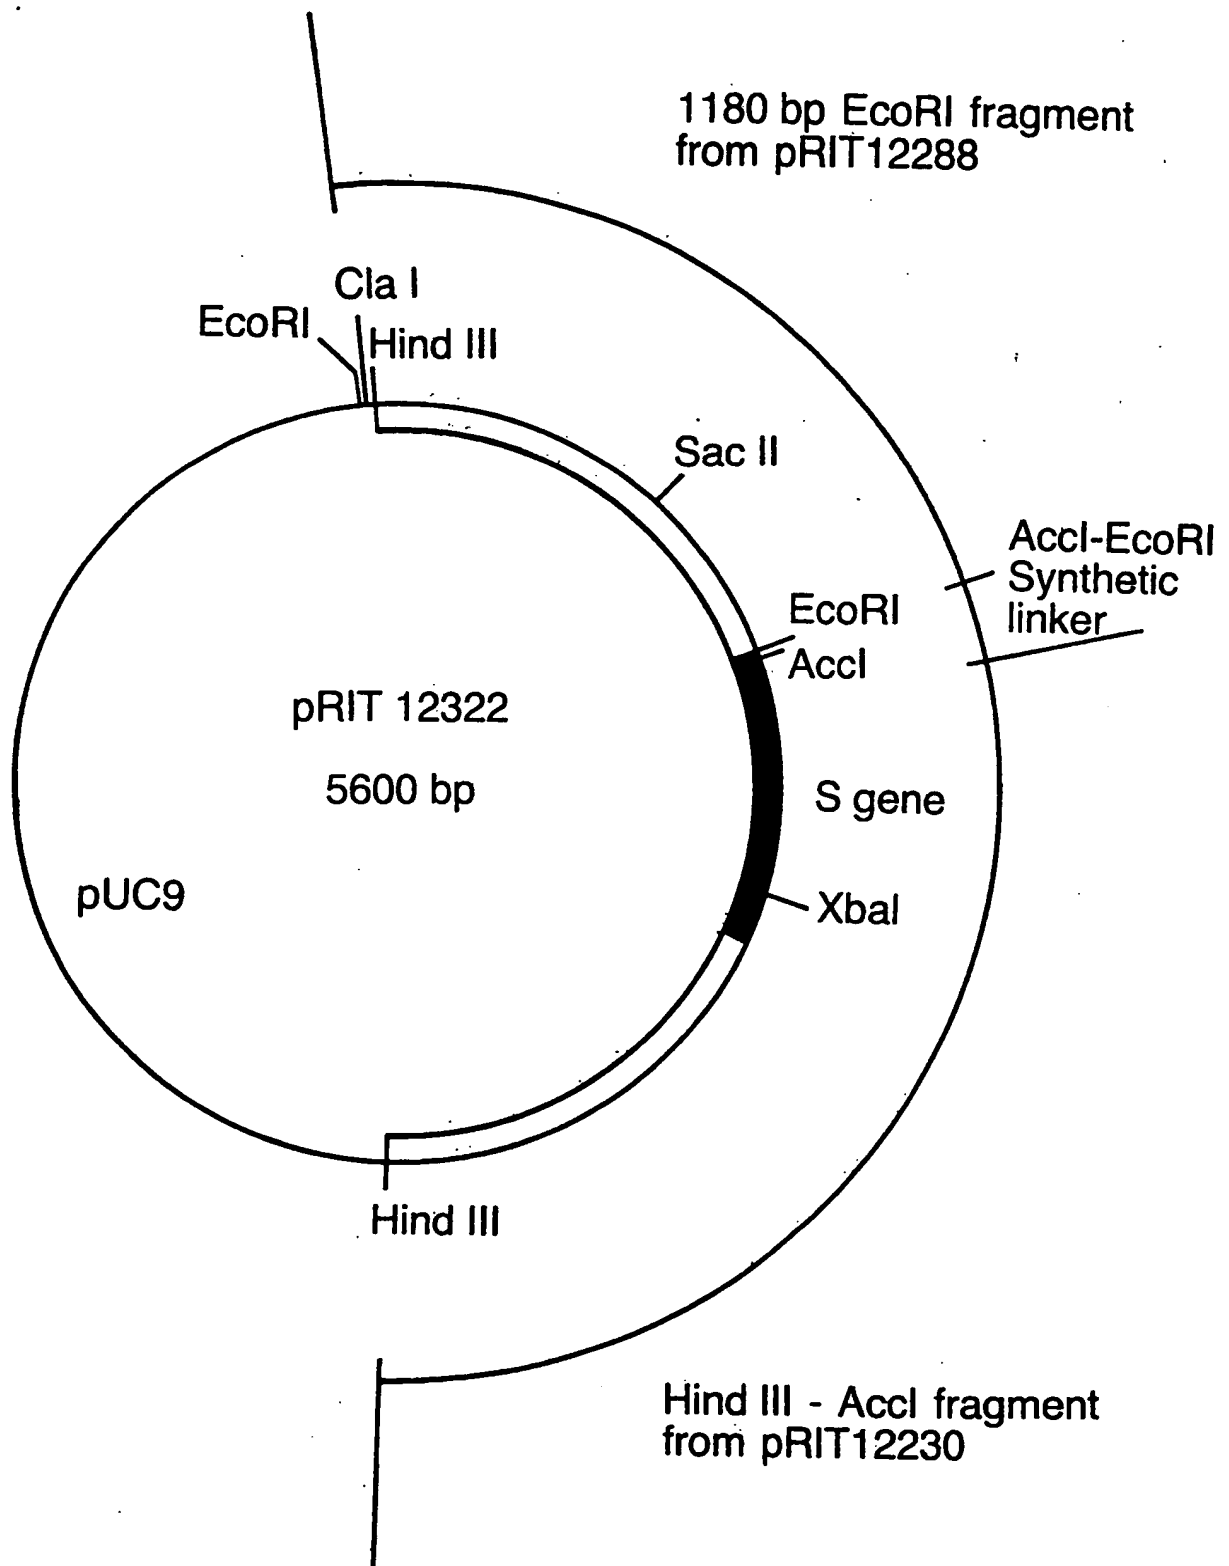 1180 bp EcoRI fragment
from pRIT12288
Cla I
EcoRI
Hind III
Sac II
AccI-EcoRI
Synthetic
linker
EcoRI
AccI
pRIT 12322
5600 bp
S gene
pUC9
XbaI
Hind III
Hind III - AccI fragment
from pRIT12230